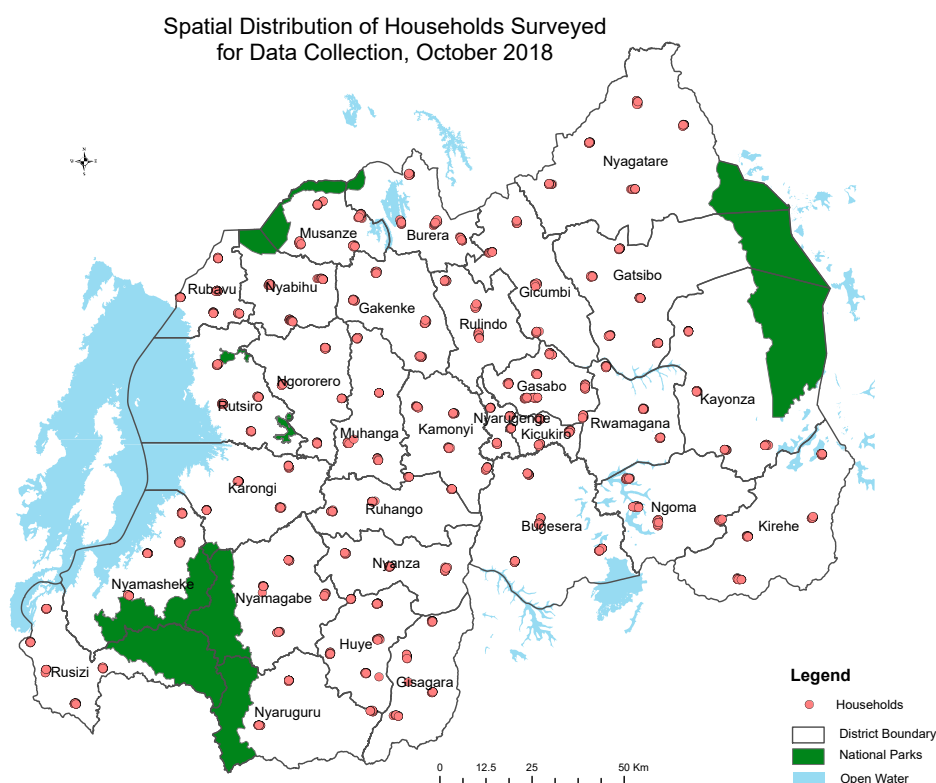 Spatial Distribution of Households Surveyed
for Data Collection, October 2018
N
E
Nyagatare
Musanze
Burera
Rubavu
Nyabihu
Gakenke
Rulindo
Gicumbi
Gatsibo
Ngororero
Rutsiro
Gasabo
Nyarugenge
Kicukiro
Rwamagana
Kayonza
Muhanga
Kamonyi
Karongi
Ruhango
Bugesera
Ngoma
Kirehe
Nyamasheke
Nyamagabe
Nyanza
Huye
Rusizi
Gisagara
Nyaruguru
Legend
Households
District Boundary
National Parks
Open Water
0 12.5 25 50 Km